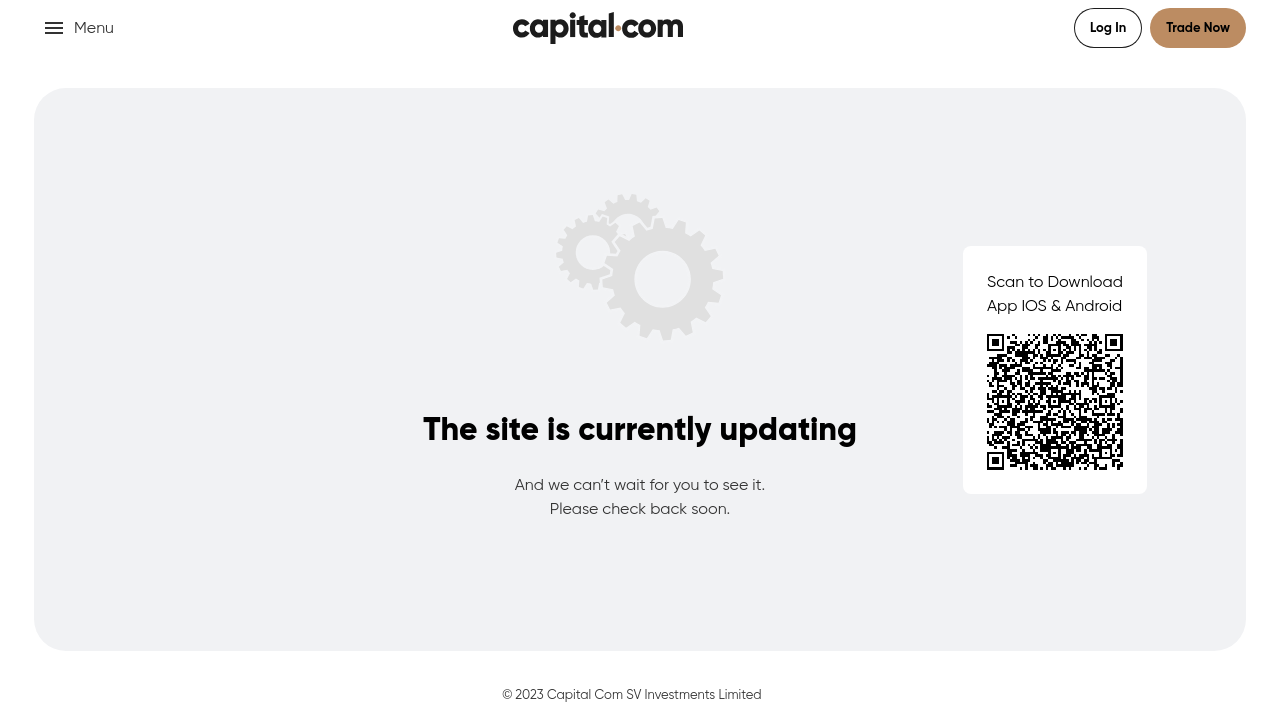 Menu
capital.com
Log In
Trade Now
Scan to Download
App IOS & Android
The site is currently updating
And we can’t wait for you to see it.
Please check back soon.
© 2023 Capital Com SV Investments Limited